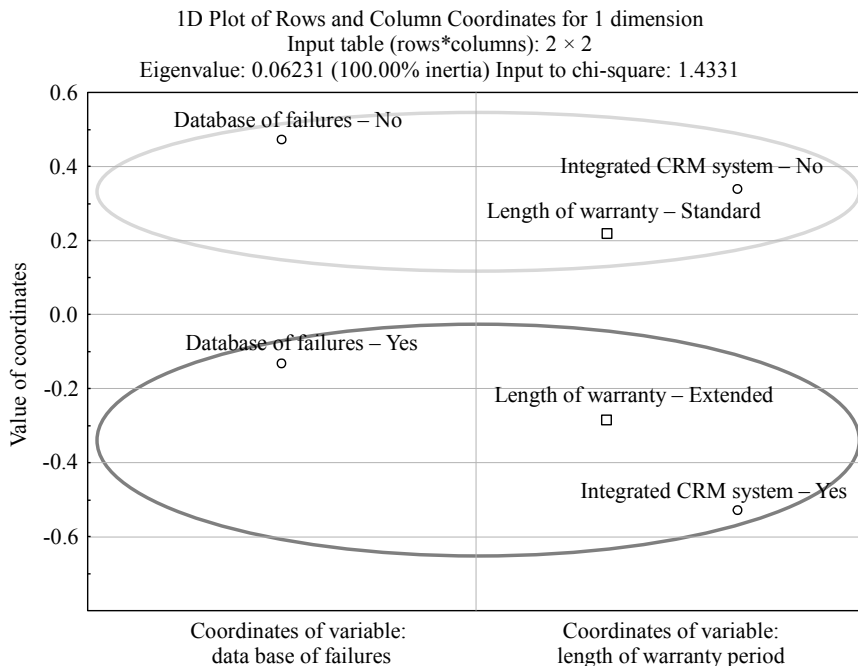 1D Plot of Rows and Column Coordinates for 1 dimension
Input table (rows*columns): 2 × 2
Eigenvalue: 0.06231 (100.00% inertia) Input to chi-square: 1.4331
0.6
Database of failures – No
0.4
Integrated CRM system – No
Length of warranty – Standard
0.2
0.0
Database of failures – Yes
-0.2
Length of warranty – Extended
-0.4
Integrated CRM system – Yes
-0.6
Value of coordinates
Coordinates of variable:
data base of failures
Coordinates of variable:
length of warranty period